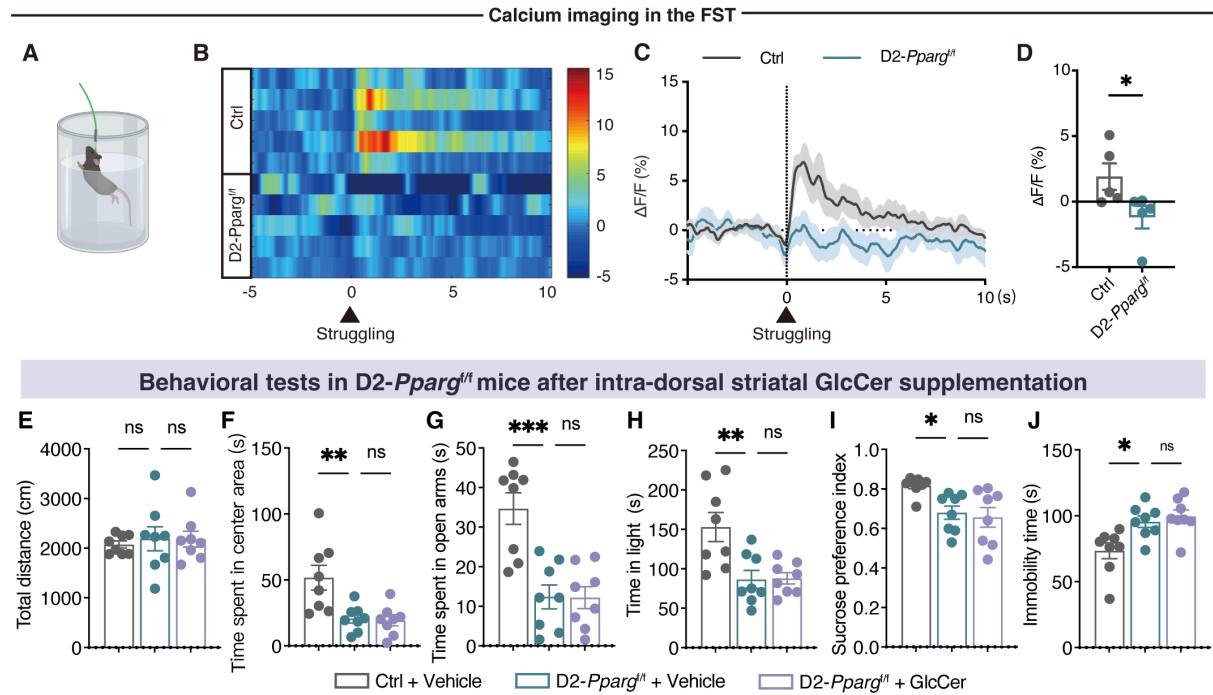 Calcium imaging in the FST
A
B
Ctrl
D2-Pparg^f/f
15
10
5
0
-5
-5
0
5
10
Struggling
C
Ctrl
D2-Pparg^f/f
ΔF/F (%)
15
10
5
0
-5
0
5
10 (s)
Struggling
D
*
ΔF/F (%)
10
5
0
-5
Ctrl
D2-Pparg^f/f
Behavioral tests in D2-Pparg^f/f mice after intra-dorsal striatal GlcCer supplementation
E
ns
ns
Total distance (cm)
4000
3000
2000
1000
0
F
**
ns
Time spent in center area (s)
150
100
50
0
G
***
ns
Time spent in open arms (s)
50
40
30
20
10
0
H
**
ns
Time in light (s)
250
200
150
100
50
0
I
*
ns
Sucrose preference index
1.0
0.8
0.6
0.4
0.2
0.0
J
*
ns
Immobility time (s)
150
100
50
0
Ctrl + Vehicle
D2-Pparg^f/f + Vehicle
D2-Pparg^f/f + GlcCer